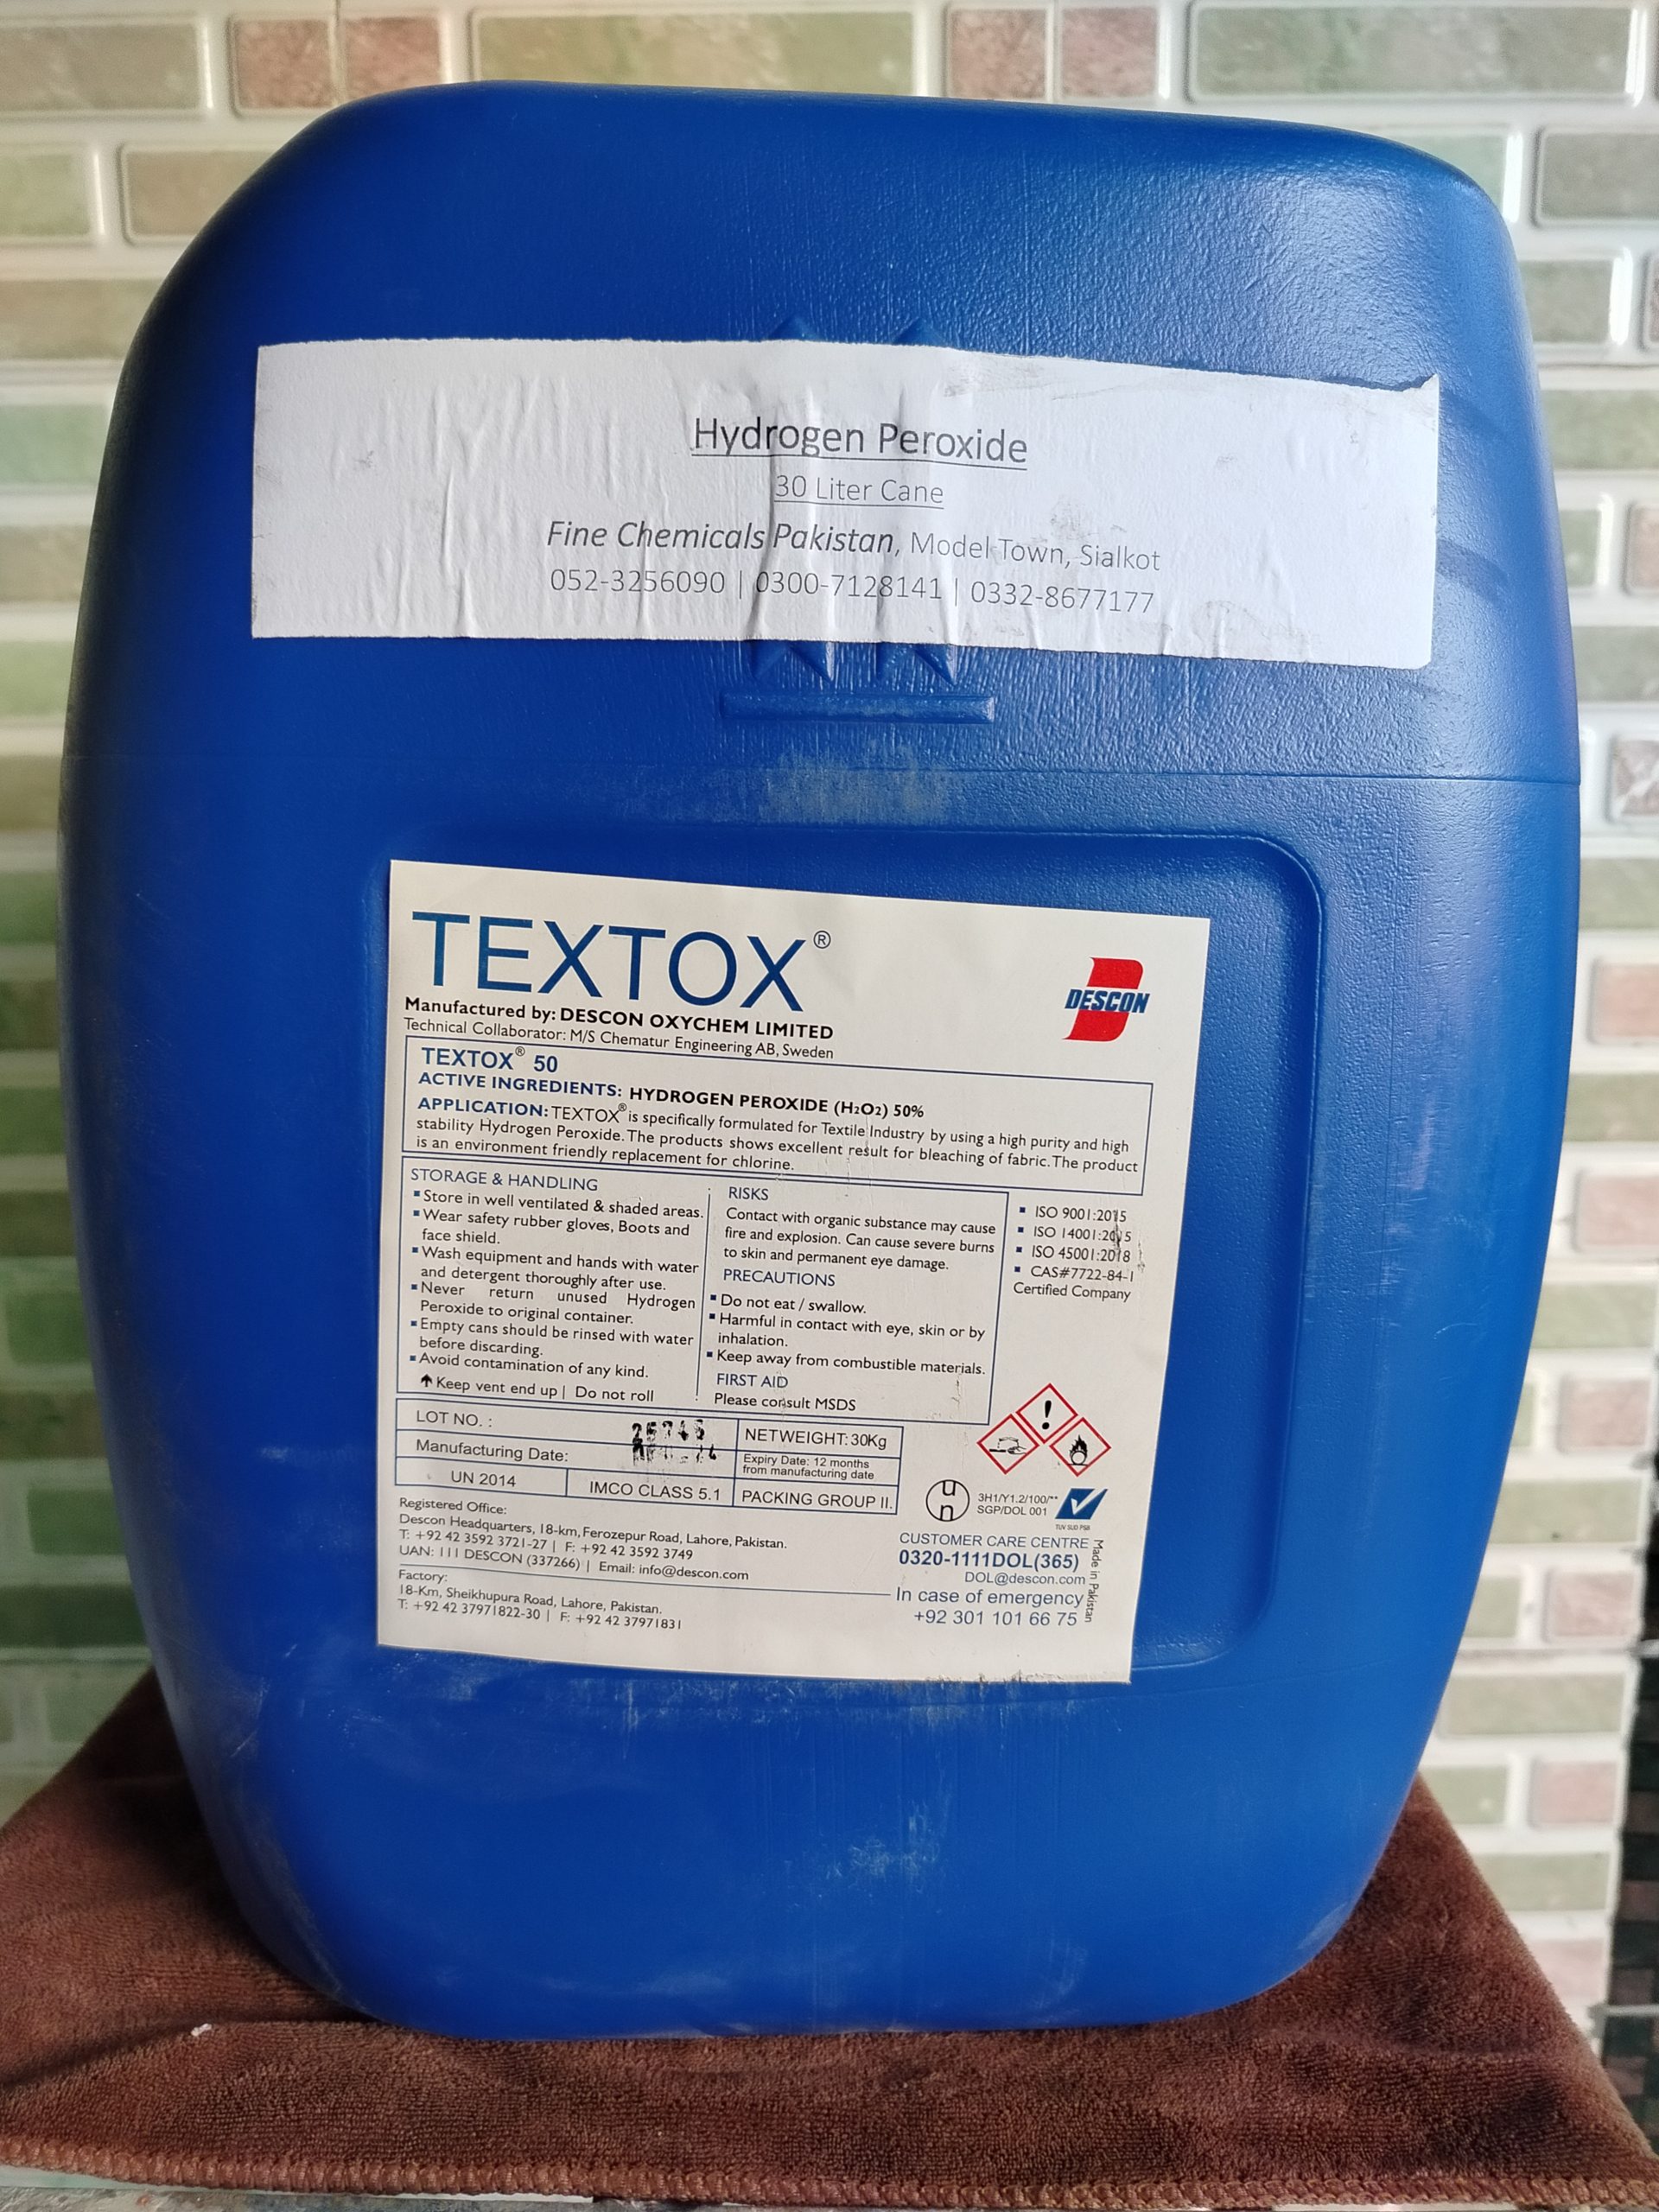 Hydrogen Peroxide
30 Liter Cane
Fine Chemicals Pakistan, Model Town, Sialkot
052-3256090 | 0300-7128141 | 0332-8677177
TEXTOX®
DESCON
Manufactured by: DESCON OXYCHEM LIMITED
Technical Collaborator: M/S Chematur Engineering AB, Sweden
TEXTOX® 50
ACTIVE INGREDIENTS: HYDROGEN PEROXIDE (H₂O₂) 50%
APPLICATION: TEXTOX® is specifically formulated for Textile Industry by using a high purity and high
stability Hydrogen Peroxide. The products shows excellent result for bleaching of fabric. The product
is an environment friendly replacement for chlorine.
STORAGE & HANDLING
▪ Store in well ventilated & shaded areas.
▪ Wear safety rubber gloves, Boots and
face shield.
▪ Wash equipment and hands with water
and detergent thoroughly after use.
▪ Never return unused Hydrogen
Peroxide to original container.
▪ Empty cans should be rinsed with water
before discarding.
▪ Avoid contamination of any kind.
↑ Keep vent end up | Do not roll
RISKS
Contact with organic substance may cause
fire and explosion. Can cause severe burns
to skin and permanent eye damage.
PRECAUTIONS
▪ Do not eat / swallow.
▪ Harmful in contact with eye, skin or by
inhalation.
▪ Keep away from combustible materials.
FIRST AID
Please consult MSDS
▪ ISO 9001:2015
▪ ISO 14001:2015
▪ ISO 45001:2018
▪ CAS#7722-84-1
Certified Company
LOT NO. :
Manufacturing Date:
NETWEIGHT: 30Kg
Expiry Date: 12 months
from manufacturing date
UN 2014
IMCO CLASS 5.1
PACKING GROUP II.
un
3H1/Y1.2/100/**
SGP/DOL 001
TUV SUD PSB
Registered Office:
Descon Headquarters, 18-km, Ferozepur Road, Lahore, Pakistan.
T: +92 42 3592 3721-27 | F: +92 42 3592 3749
UAN: 111 DESCON (337266) | Email: info@descon.com
Factory:
18-Km, Sheikhupura Road, Lahore, Pakistan.
T: +92 42 37971822-30 | F: +92 42 37971831
CUSTOMER CARE CENTRE
0320-1111DOL(365)
DOL@descon.com
In case of emergency
+92 301 101 66 75
Made in Pakistan